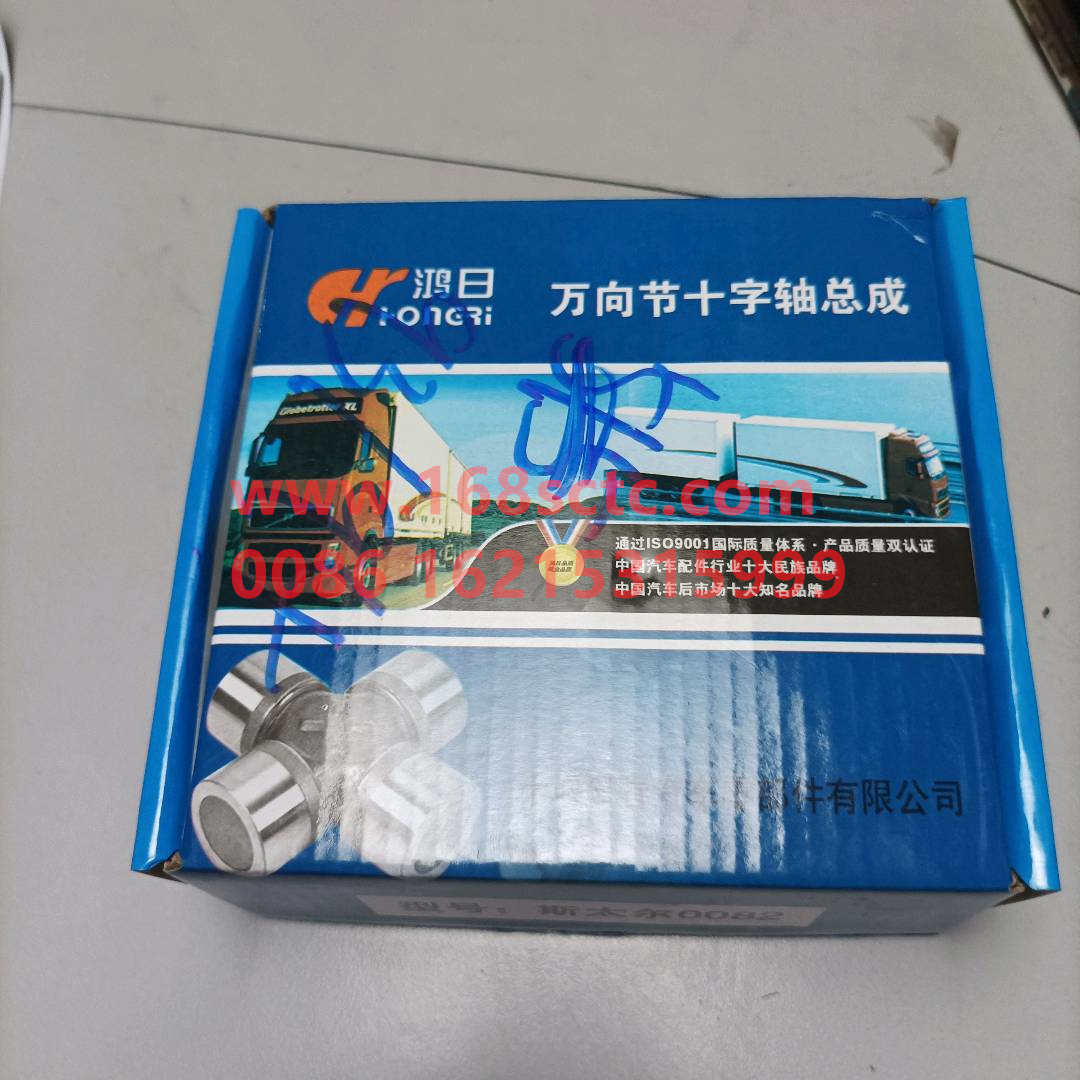 鸿日
HONGRi
万向节十字轴总成
Globetrotter XL
www.168sctc.com
通过ISO9001国际质量体系·产品质量双认证
0086 16215315999
中国汽车配件行业十大民族品牌
中国汽车后市场十大知名品牌
部件有限公司
型号：斯太尔0082